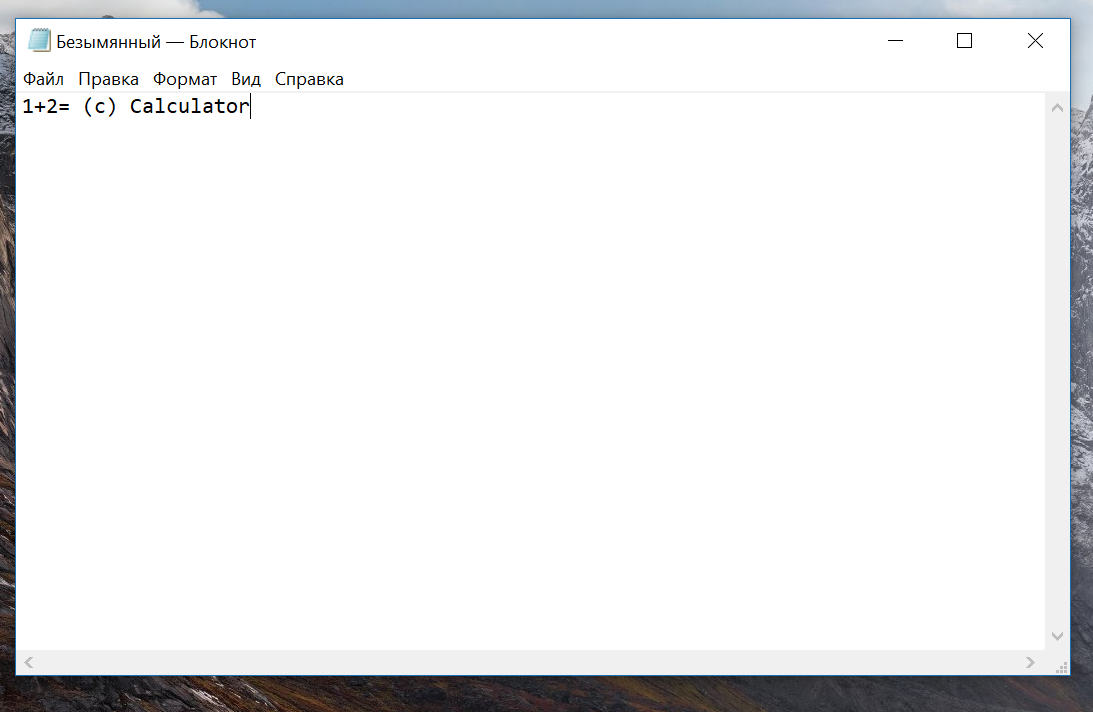 Безымянный — Блокнот
Файл Правка Формат Вид Справка
1+2= (c) Calculator